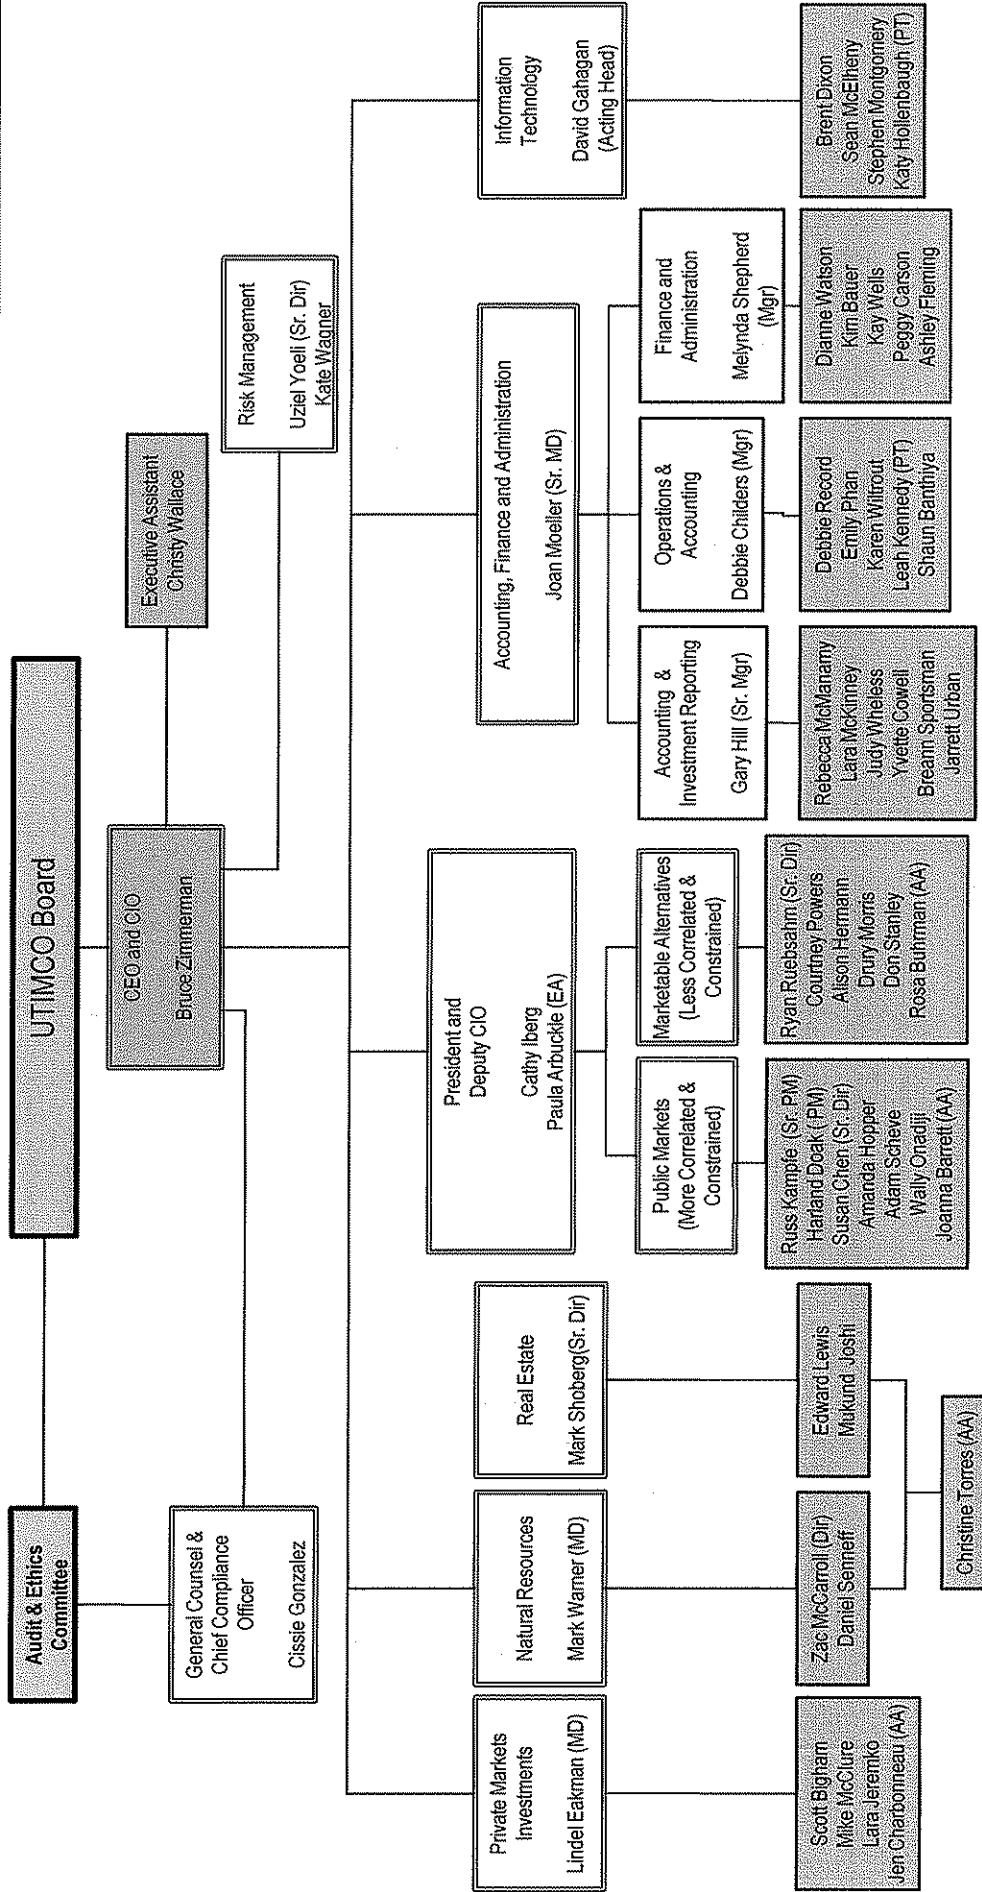 UTIMCO Board
Audit & Ethics
Committee
CEO and CIO
Bruce Zimmerman
Executive Assistant
Christy Wallace
General Counsel &
Chief Compliance
Officer
Cissie Gonzalez
Risk Management
Uziel Yoeli (Sr. Dir)
Kate Wagner
Private Markets
Investments
Lindel Eakman (MD)
Scott Bigham
Mike McClure
Lara Jeremko
Jen Charbonneau (AA)
Natural Resources
Mark Warner (MD)
Zac McCarroll (Dir)
Daniel Senneff
Real Estate
Mark Shoberg(Sr. Dir)
Edward Lewis
Mukund Joshi
Christine Torres (AA)
President and
Deputy CIO
Cathy Iberg
Paula Arbuckle (EA)
Public Markets
(More Correlated &
Constrained)
Russ Kampfe (Sr. PM)
Harland Doak ( PM)
Susan Chen (Sr. Dir)
Amanda Hopper
Adam Scheve
Wally Onadiji
Joanna Barrett (AA)
Marketable Alternatives
(Less Correlated &
Constrained)
Ryan Ruebsahm (Sr. Dir)
Courtney Powers
Alison Hermann
Drury Morris
Don Stanley
Rosa Buhrman (AA)
Accounting, Finance and Administration
Joan Moeller (Sr. MD)
Accounting &
Investment Reporting
Gary Hill (Sr. Mgr)
Rebecca McManamy
Lara McKinney
Judy Wheless
Yvette Cowell
Breann Sportsman
Jarrett Urban
Operations &
Accounting
Debbie Childers (Mgr)
Debbie Record
Emily Phan
Karen Wiltrout
Leah Kennedy (PT)
Shaun Banthiya
Finance and
Administration
Melynda Shepherd
(Mgr)
Dianne Watson
Kim Bauer
Kay Wells
Peggy Carson
Ashley Fleming
Information
Technology
David Gahagan
(Acting Head)
Brent Dixon
Sean McElheny
Stephen Montgomery
Katy Hollenbaugh (PT)